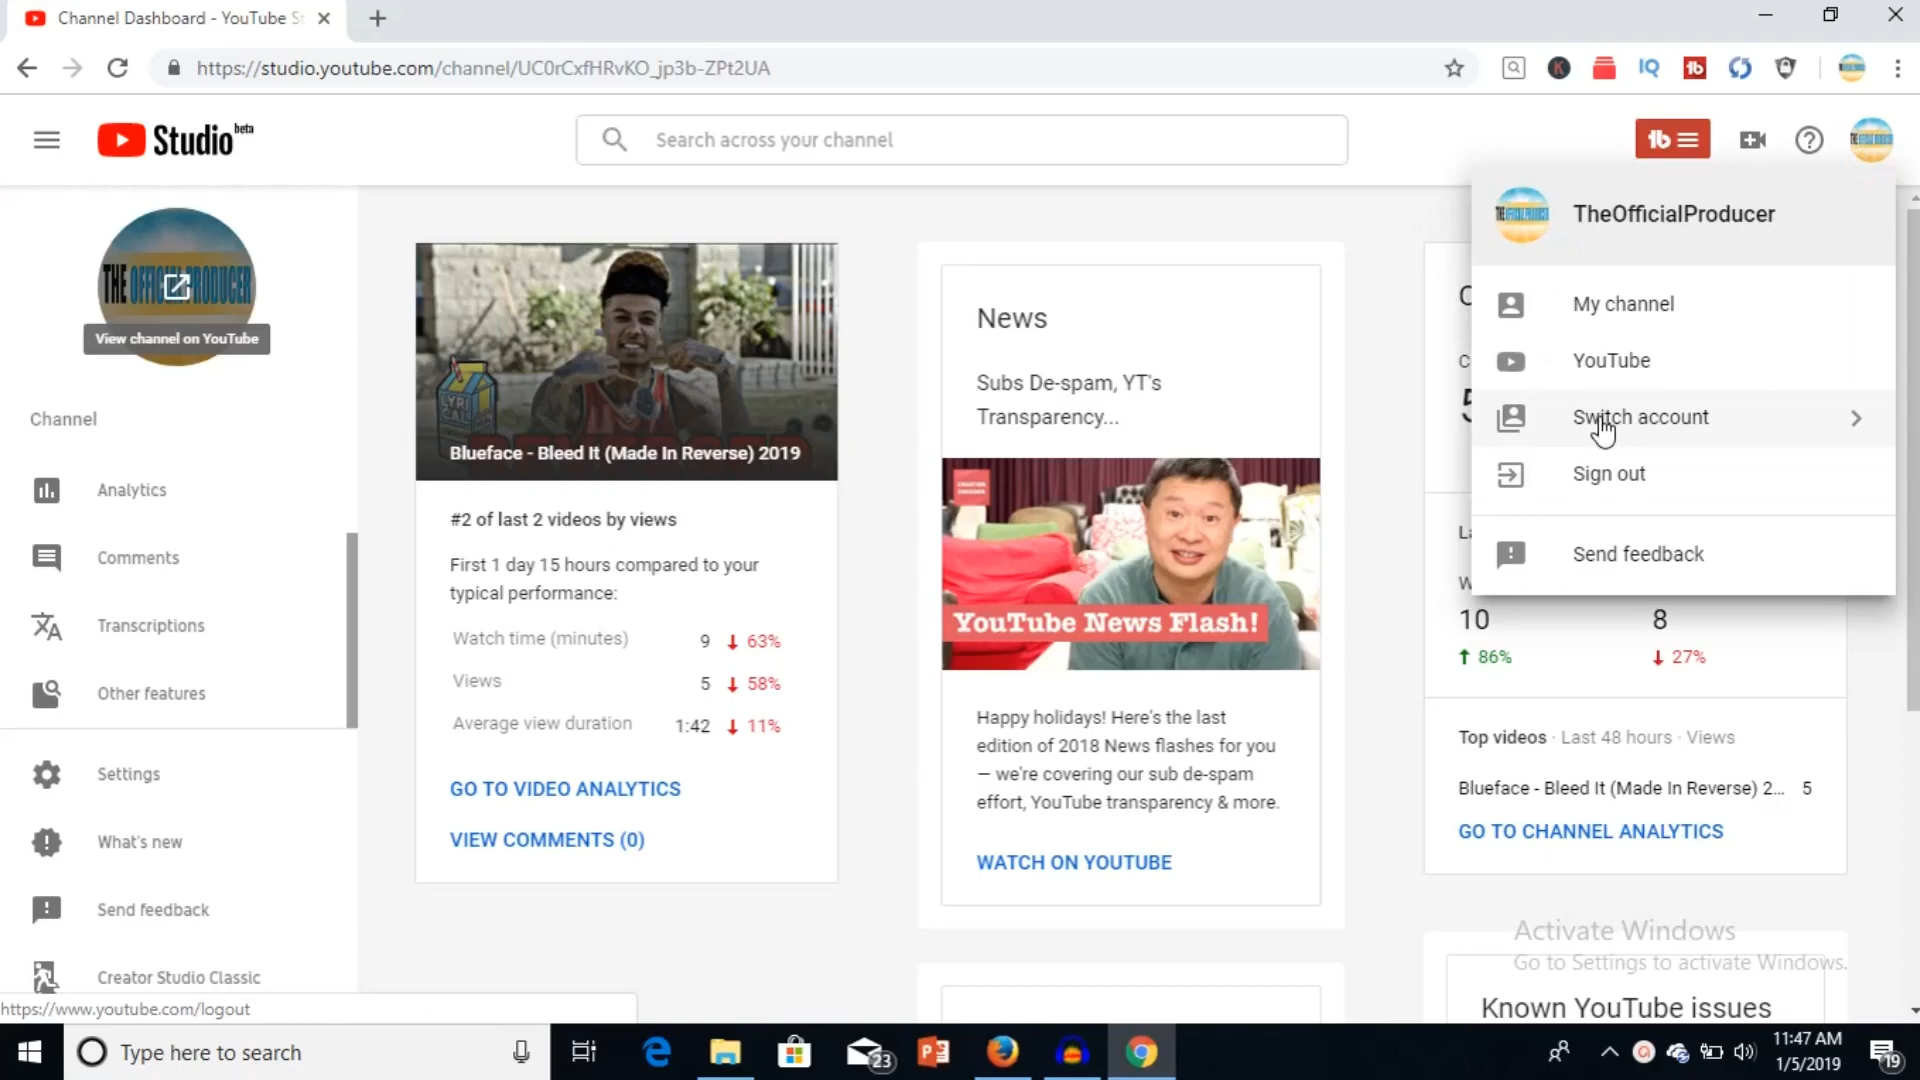 Channel Dashboard - YouTube St
https://studio.youtube.com/channel/UC0rCxfHRvKO_jp3b-ZPt2UA
IQ
Studio beta
Search across your channel
TheOfficialProducer
THE OFFICIAL PRODUCER
View channel on YouTube
My channel
YouTube
Switch account
Sign out
Send feedback
Channel
Analytics
Comments
Transcriptions
Other features
Settings
What's new
Send feedback
Creator Studio Classic
https://www.youtube.com/logout
LYRI
CAL
Blueface - Bleed It (Made In Reverse) 2019
#2 of last 2 videos by views
First 1 day 15 hours compared to your
typical performance:
Watch time (minutes) 9 63%
Views 5 58%
Average view duration 1:42 11%
GO TO VIDEO ANALYTICS
VIEW COMMENTS (0)
News
Subs De-spam, YT's
Transparency...
YouTube News Flash!
Happy holidays! Here's the last
edition of 2018 News flashes for you
— we're covering our sub de-spam
effort, YouTube transparency & more.
WATCH ON YOUTUBE
10 8
86% 27%
Top videos · Last 48 hours · Views
Blueface - Bleed It (Made In Reverse) 2... 5
GO TO CHANNEL ANALYTICS
Activate Windows
Go to Settings to activate Windows.
Known YouTube issues
Type here to search
23
11:47 AM
1/5/2019
19